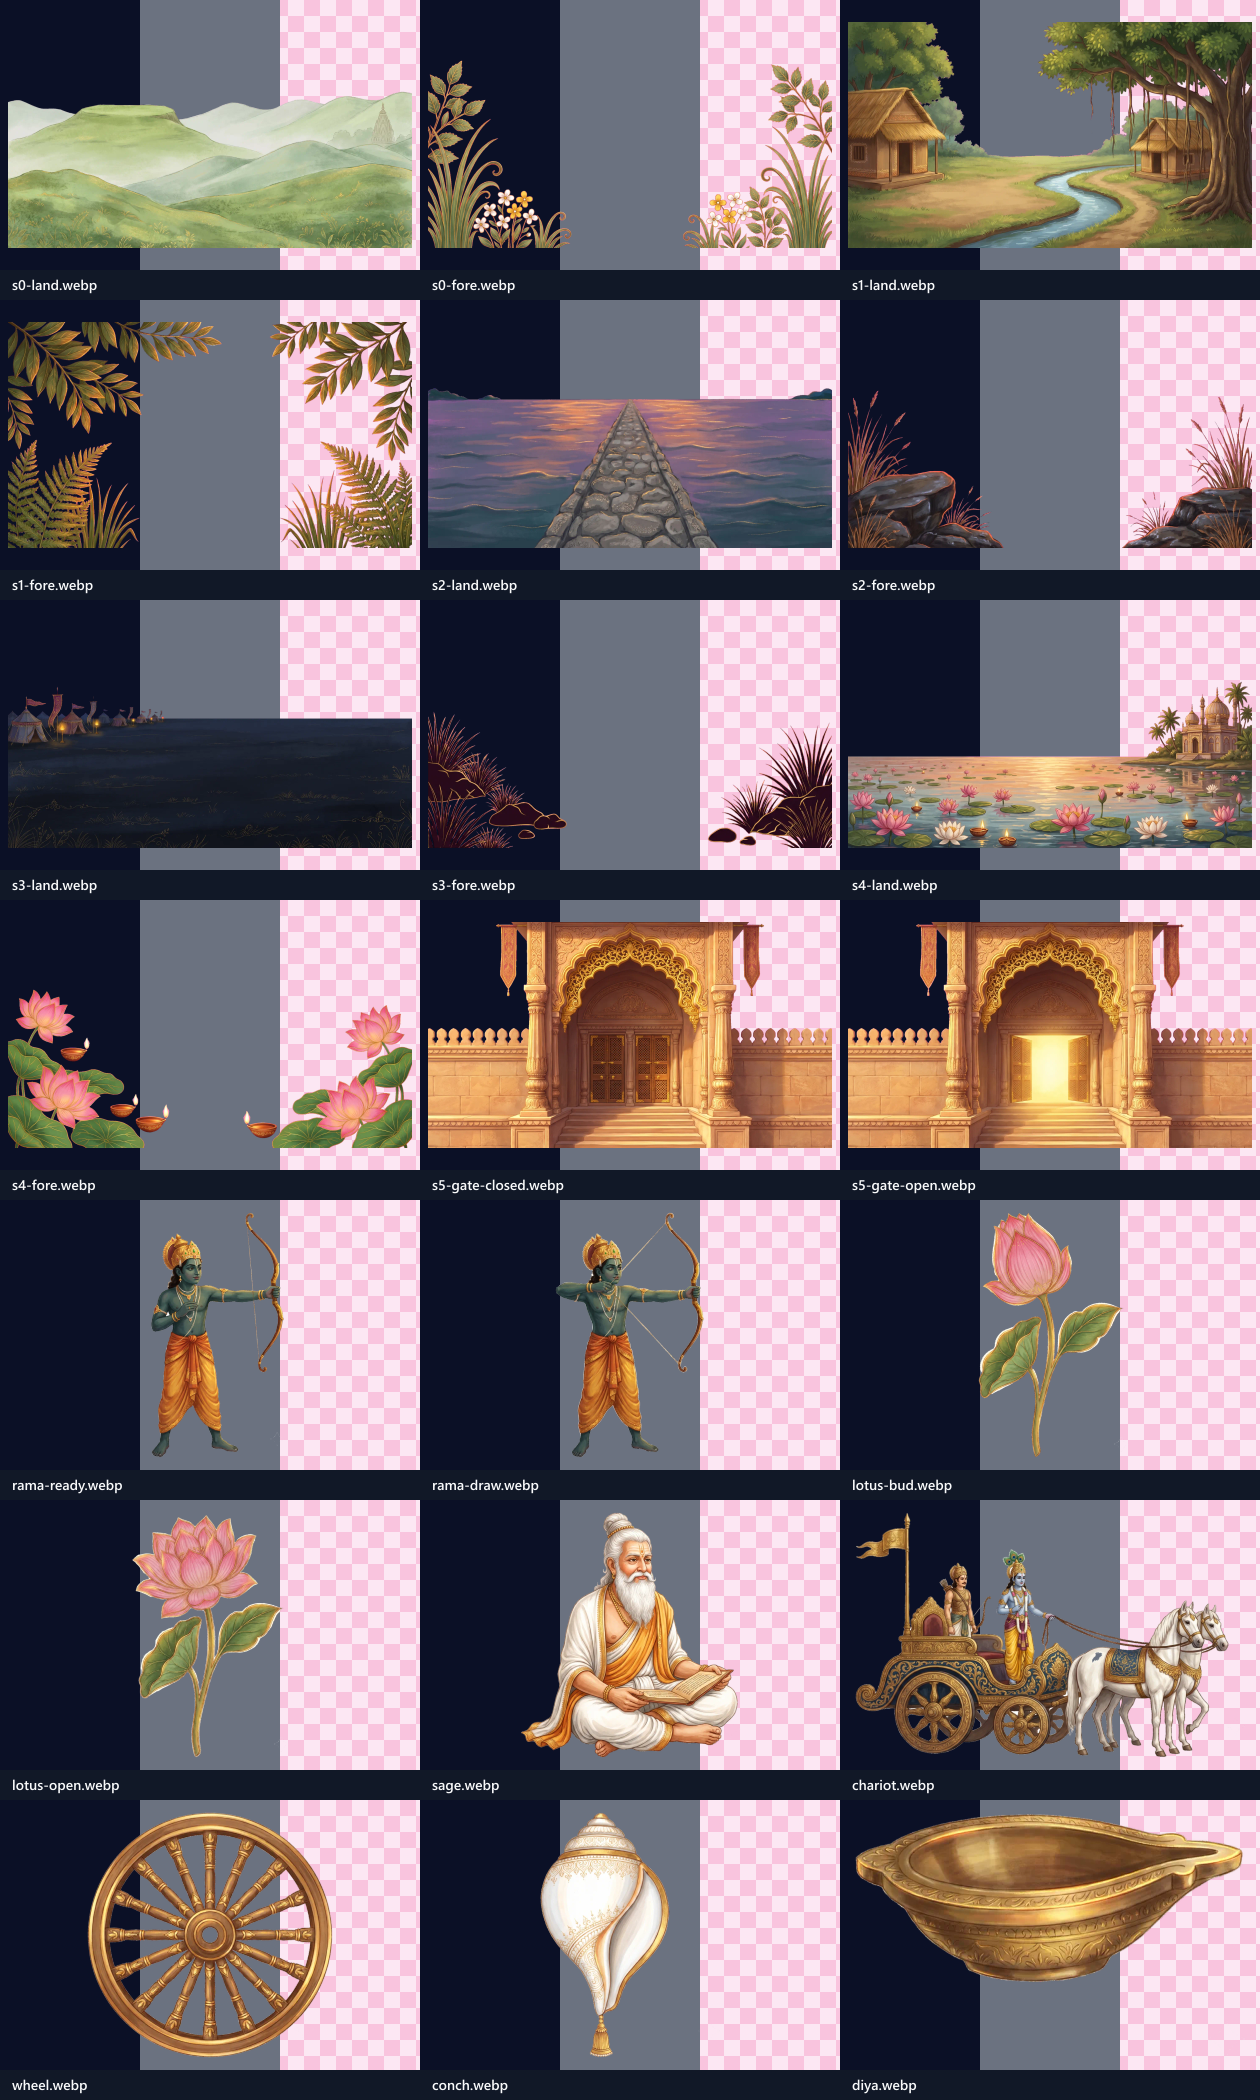 s0-land.webp
s0-fore.webp
s1-land.webp
s1-fore.webp
s2-land.webp
s2-fore.webp
s3-land.webp
s3-fore.webp
s4-land.webp
s4-fore.webp
s5-gate-closed.webp
s5-gate-open.webp
rama-ready.webp
rama-draw.webp
lotus-bud.webp
lotus-open.webp
sage.webp
chariot.webp
wheel.webp
conch.webp
diya.webp